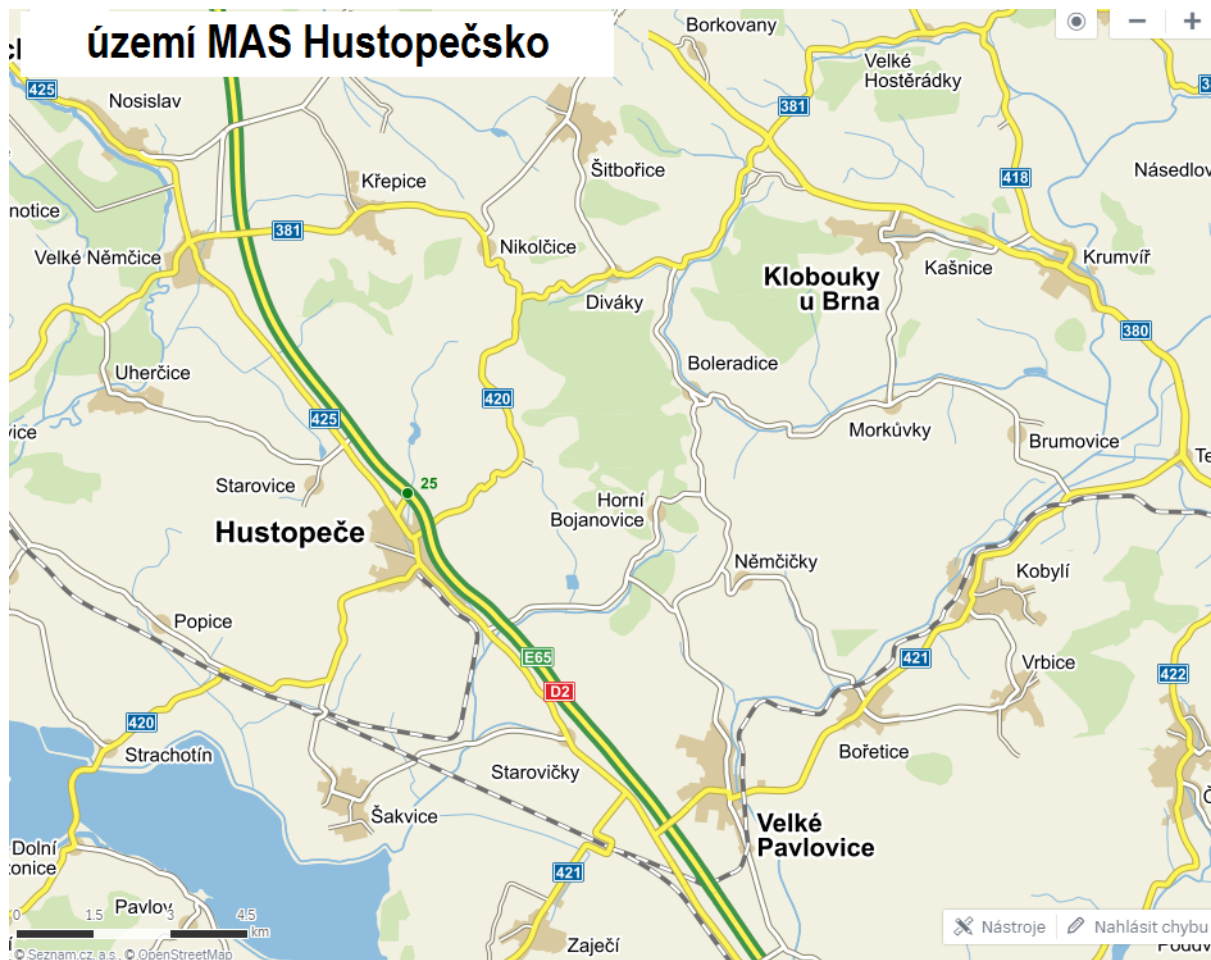 území MAS Hustopečsko
Borkovany
Velké
Hostěrádky
425
Nosislav
381
Šitbořice
Křepice
418
Násedlov
notice
381
Velké Němčice
Nikolčice
Kašnice
Krumvíř
Klobouky
u Brna
Diváky
380
Uherčice
Boleradice
420
425
vice
Morkůvky
Brumovice
Te
Starovice
25
Horní
Bojanovice
Hustopeče
Němčičky
Kobylí
Popice
E65
421
Vrbice
422
D2
420
Strachotín
Starovičky
Bořetice
Šakvice
Velké
Pavlovice
Dolní
tonice
421
Pavlov
0 1.5 3 4.5
km
Zaječí
Nástroje
Nahlásit chybu
© Seznam.cz, a.s., © OpenStreetMap